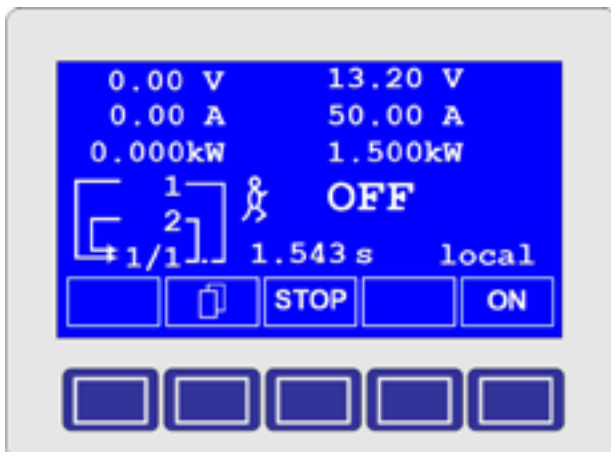 0.00 V 13.20 V
0.00 A 50.00 A
0.000kW 1.500kW
1 OFF
2
1/1 1.543 s local
STOP ON